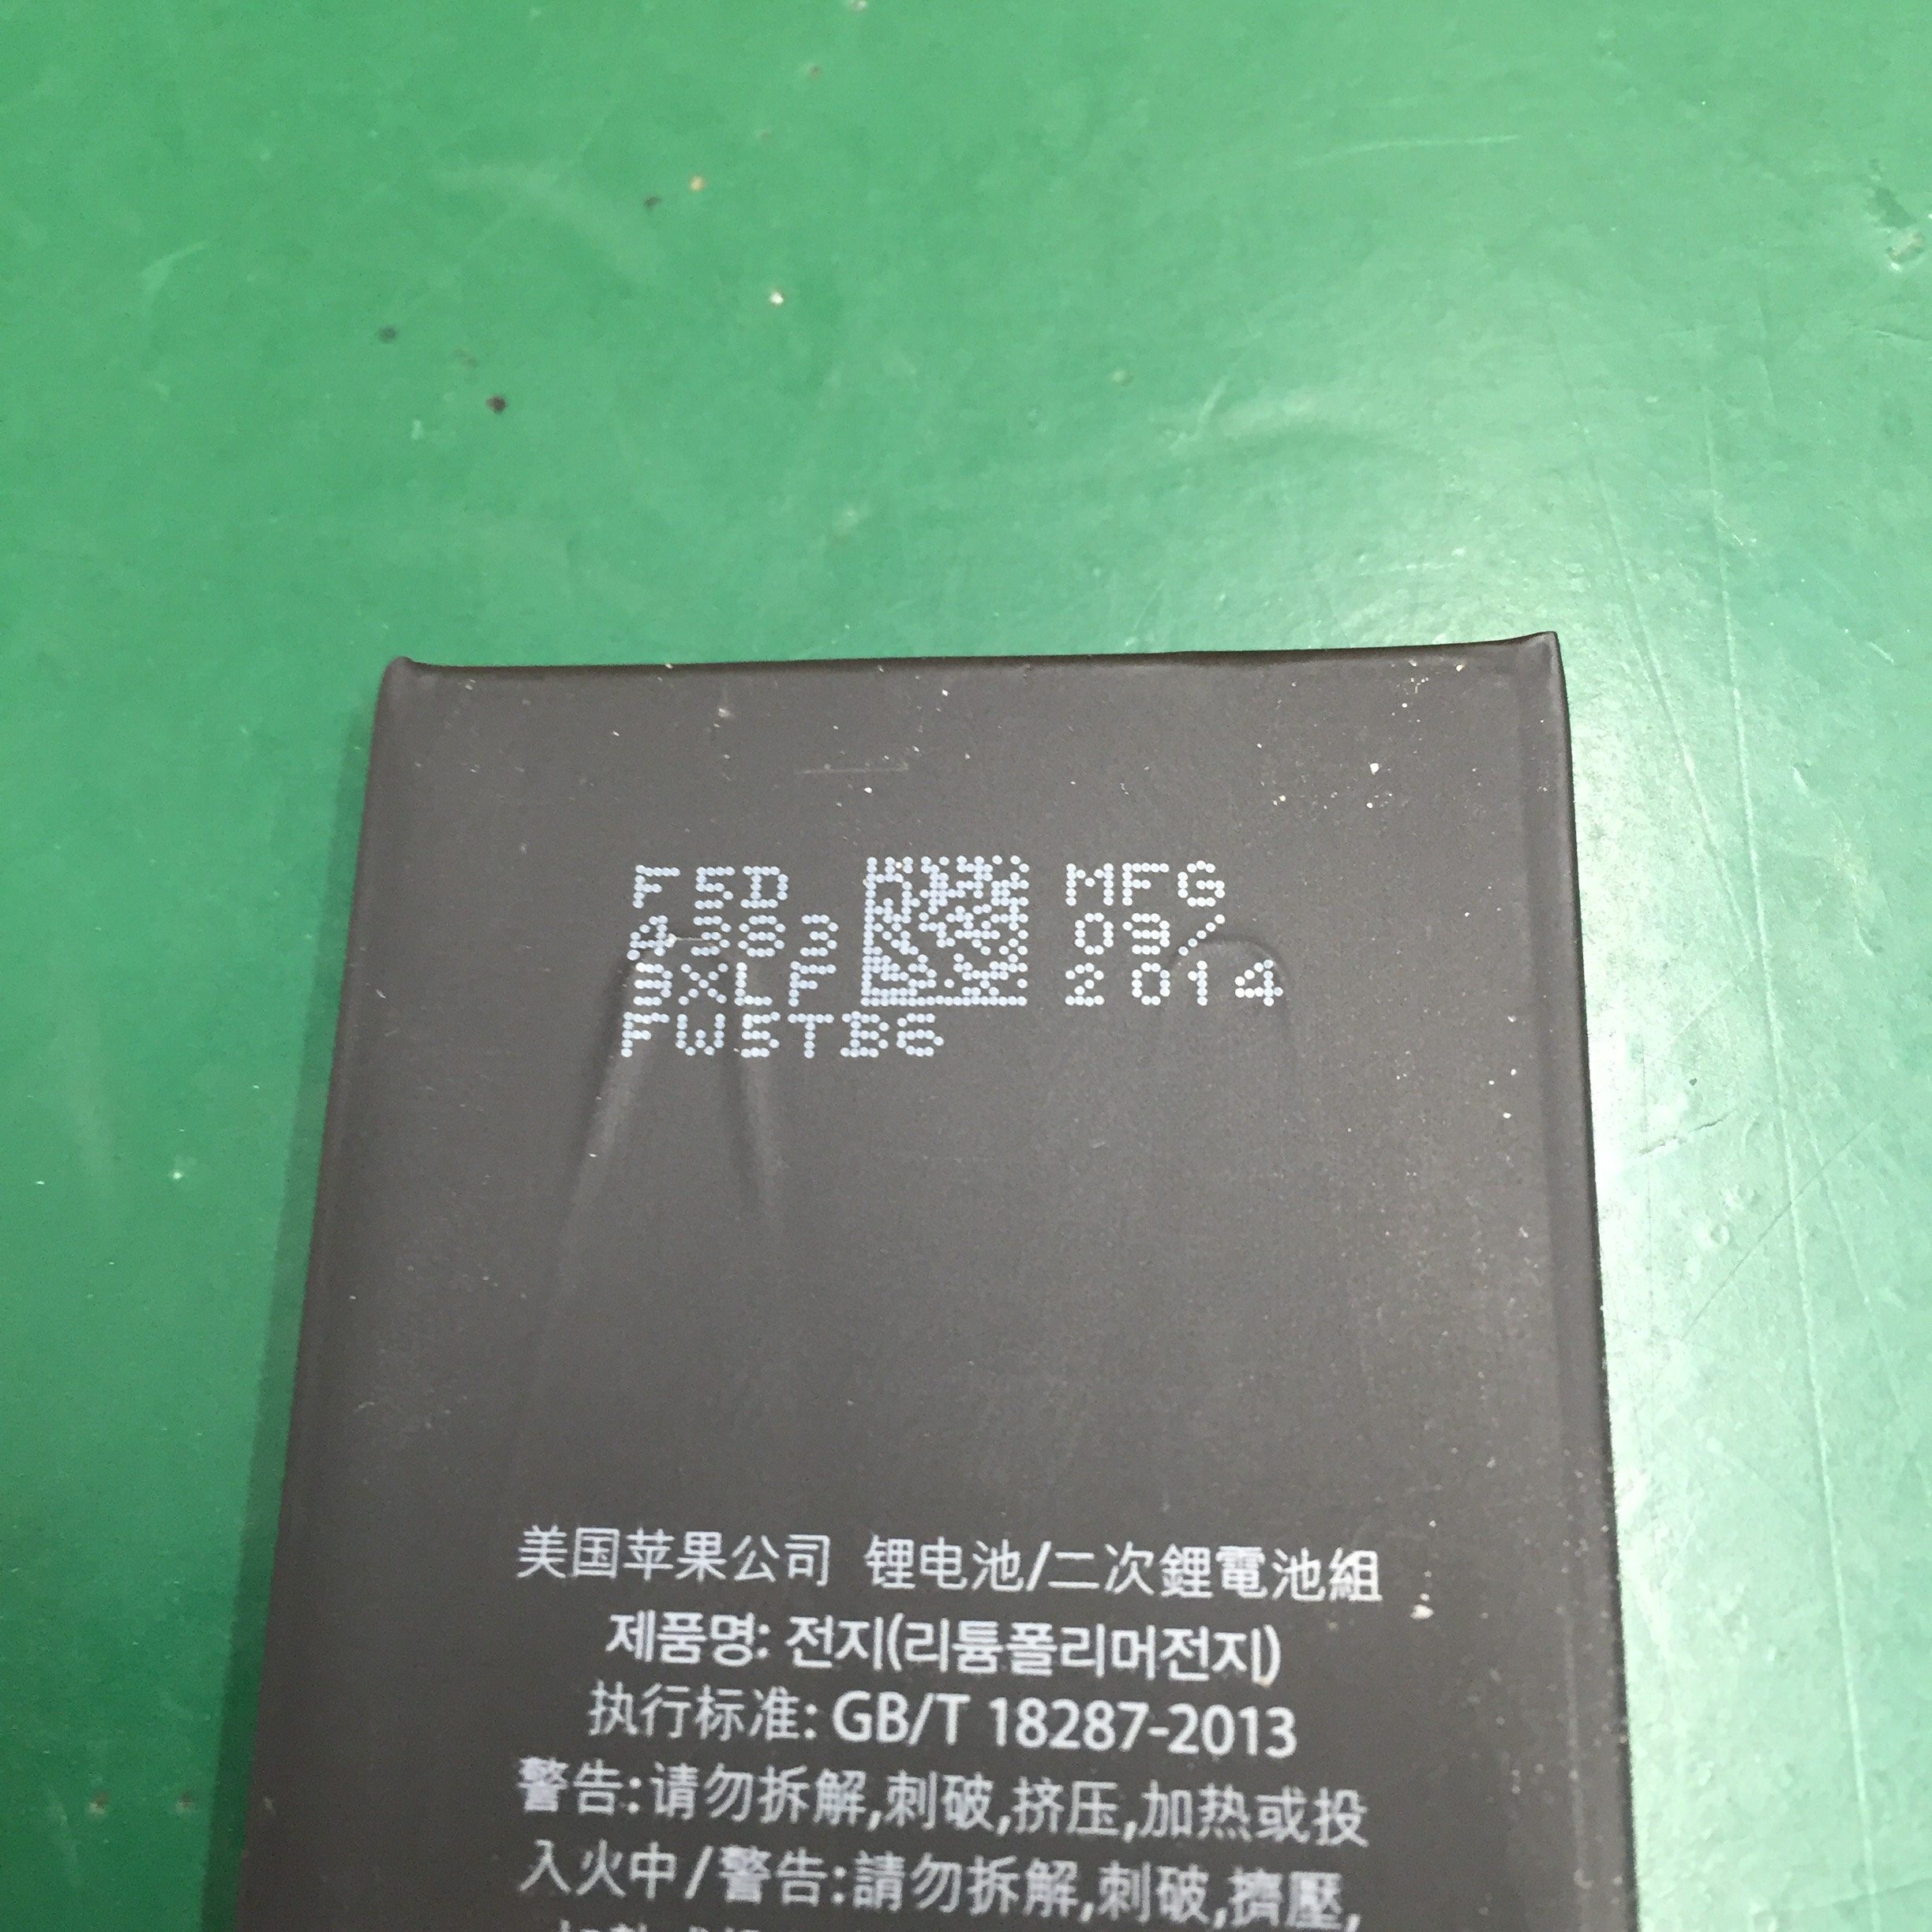 F5D
4383
9XLF
FW5TB6
MFG
09/
2014
美国苹果公司 锂电池/二次鋰電池組
제품명: 전지(리튬폴리머전지)
执行标准: GB/T 18287-2013
警告:请勿拆解,刺破,挤压,加热或投
入火中/警告:請勿拆解,刺破,擠壓,